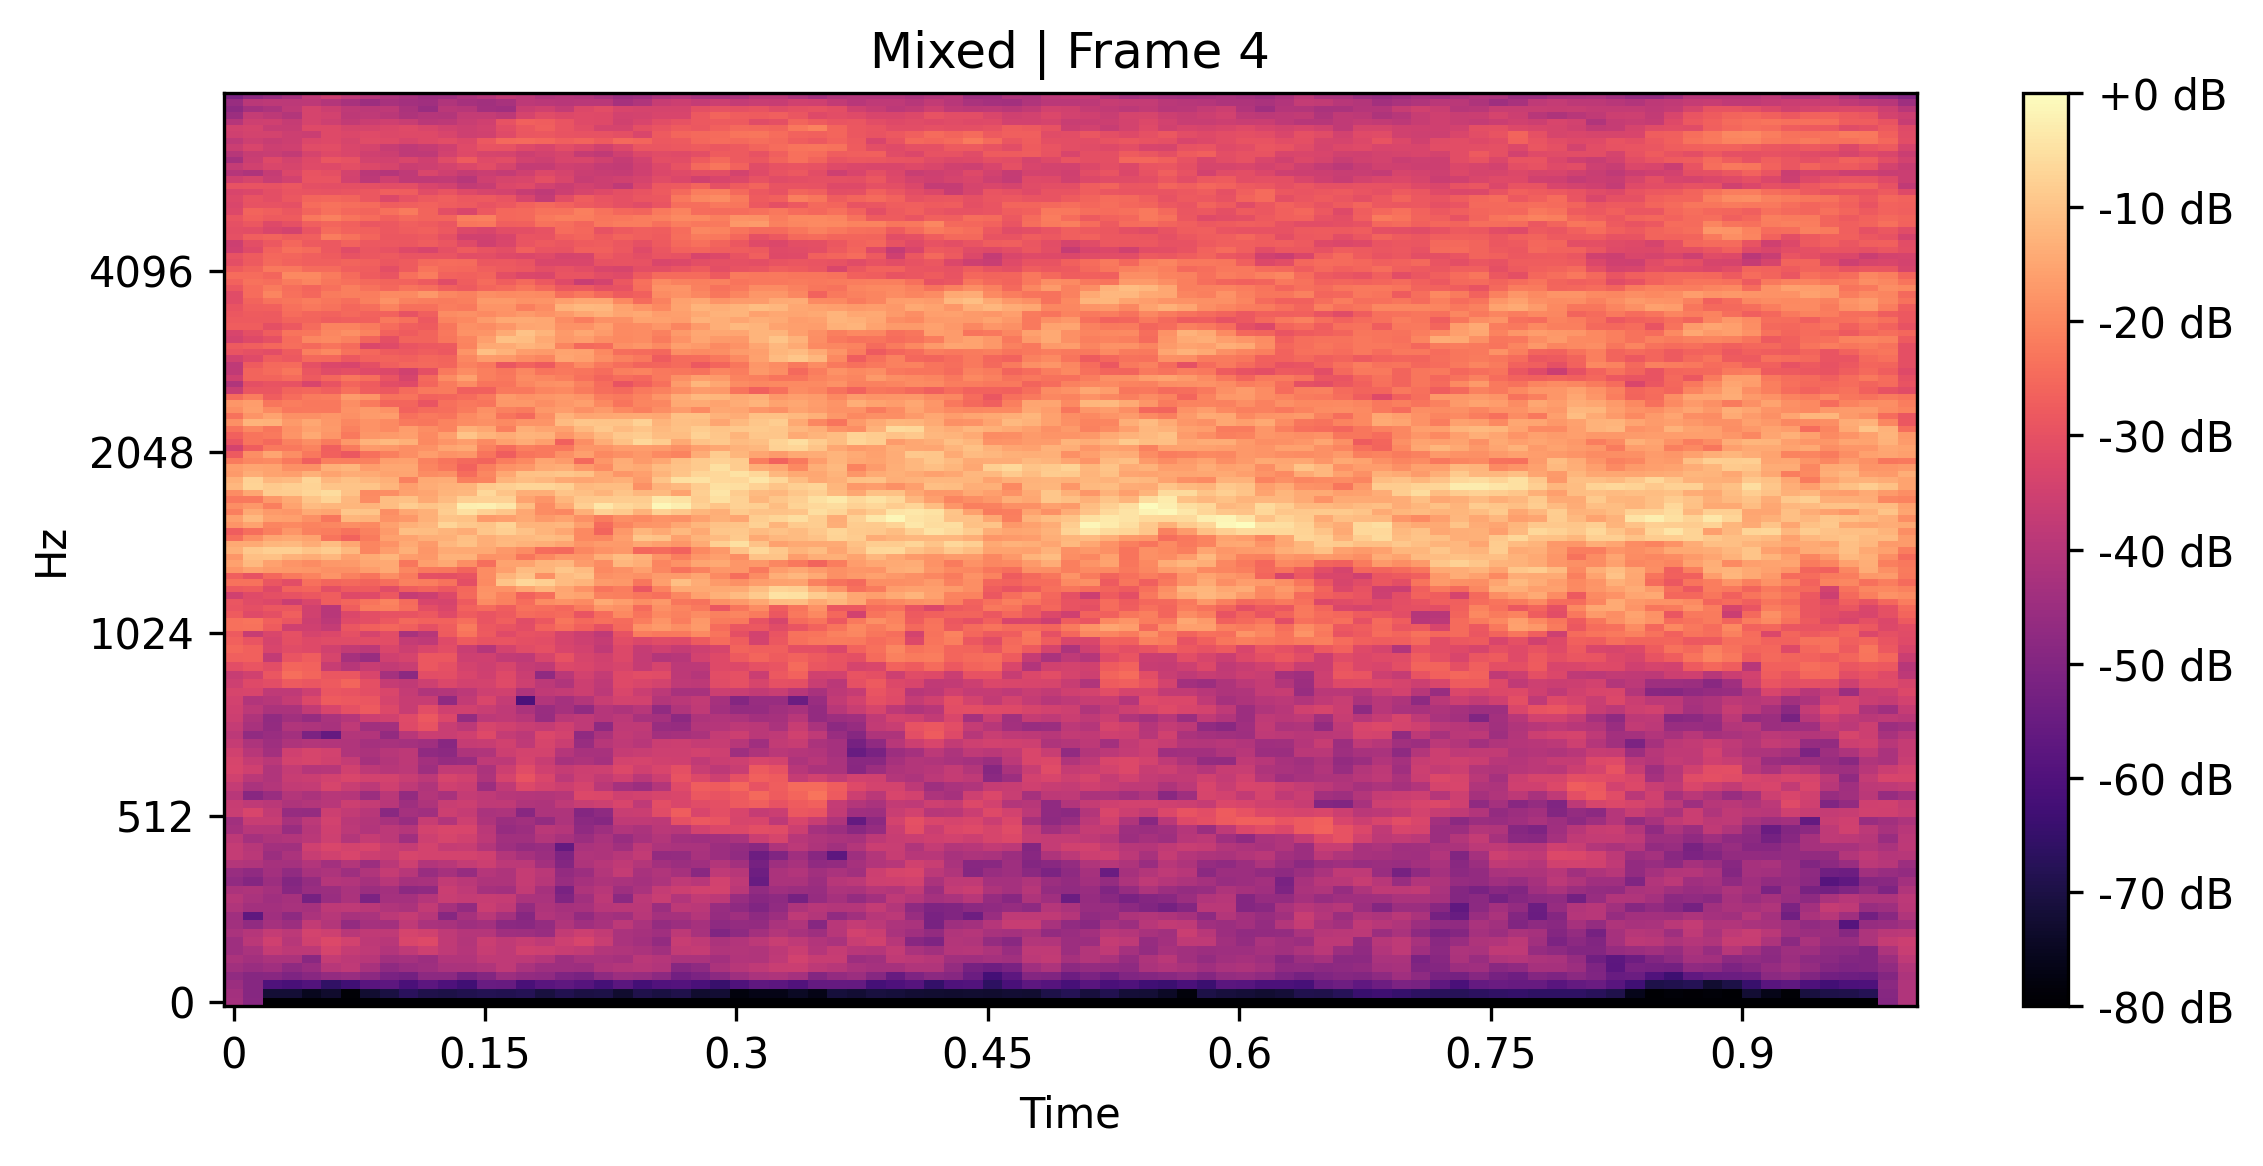 Mixed | Frame 4
+0 dB
-10 dB
-20 dB
-30 dB
-40 dB
-50 dB
-60 dB
-70 dB
-80 dB
4096
2048
1024
512
0
Hz
0 0.15 0.3 0.45 0.6 0.75 0.9
Time